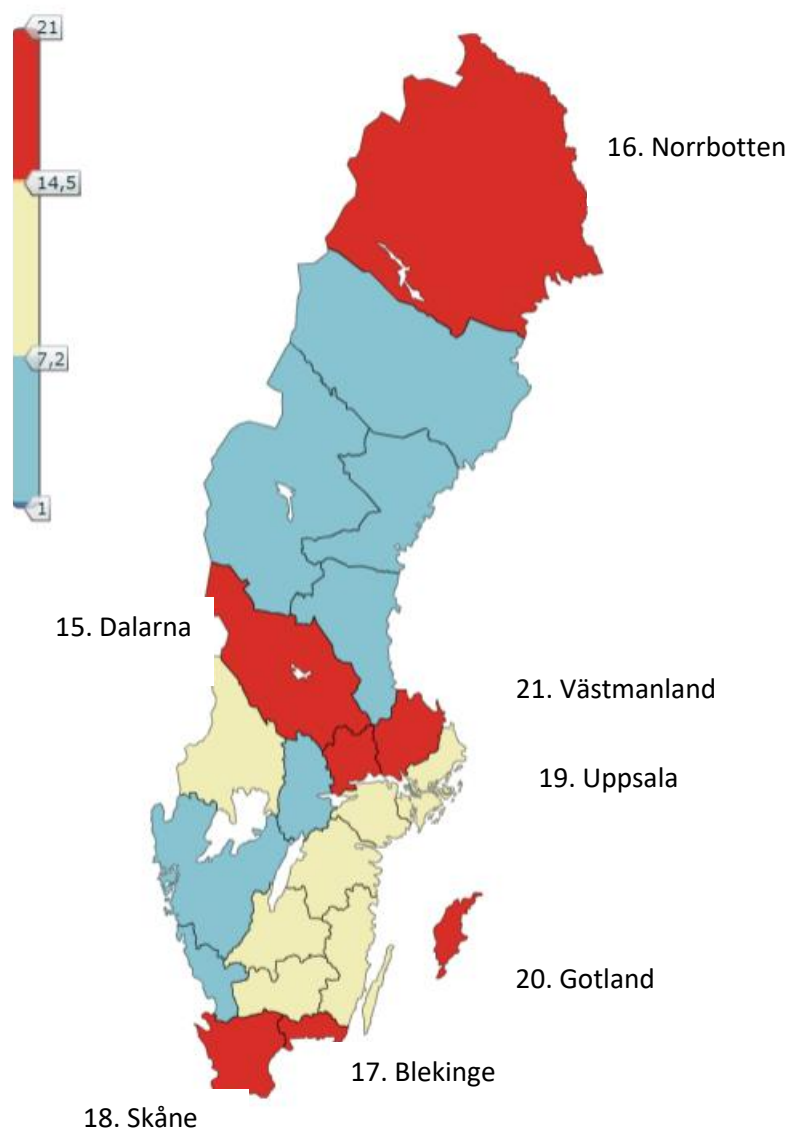 21
16. Norrbotten
14,5
7,2
1
15. Dalarna
21. Västmanland
19. Uppsala
20. Gotland
17. Blekinge
18. Skåne